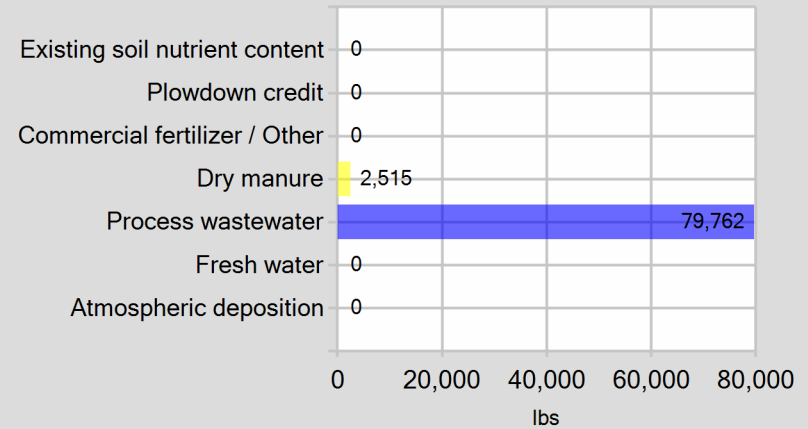 Existing soil nutrient content 0
Plowdown credit 0
Commercial fertilizer / Other 0
Dry manure 2,515
Process wastewater 79,762
Fresh water 0
Atmospheric deposition 0
0 20,000 40,000 60,000 80,000
lbs